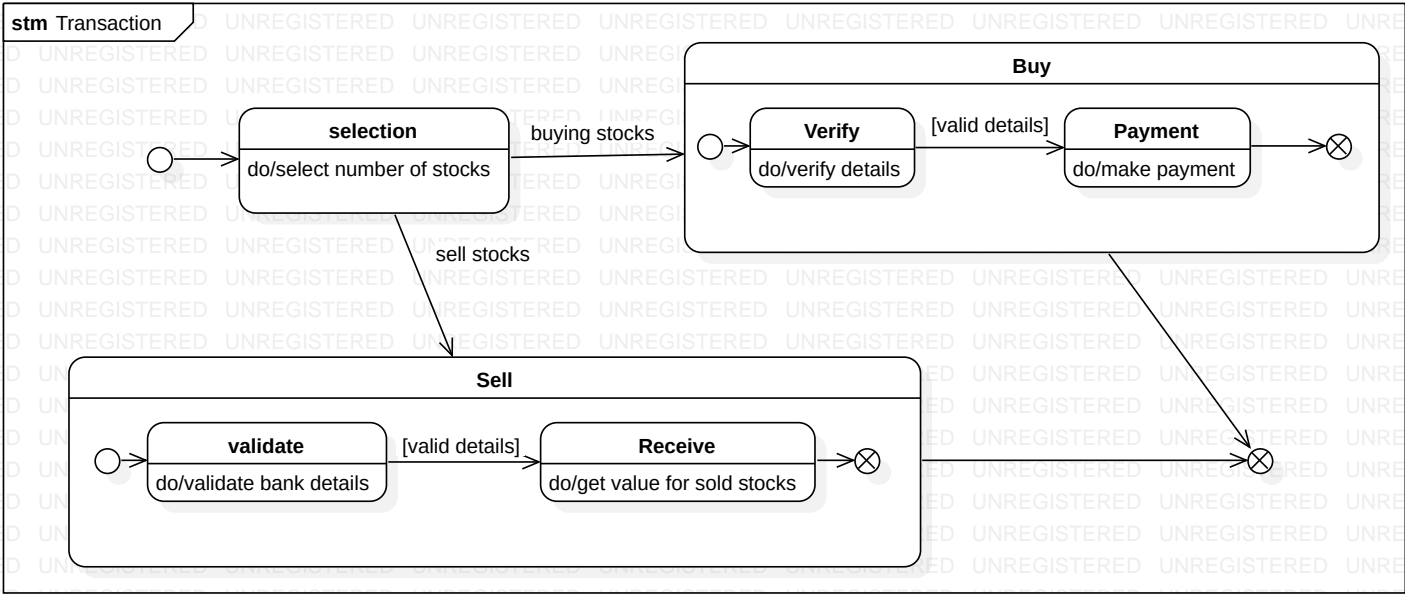 stm Transaction
Buy
selection
do/select number of stocks
buying stocks
Verify
do/verify details
[valid details]
Payment
do/make payment
sell stocks
Sell
validate
do/validate bank details
[valid details]
Receive
do/get value for sold stocks
UNREGISTERED